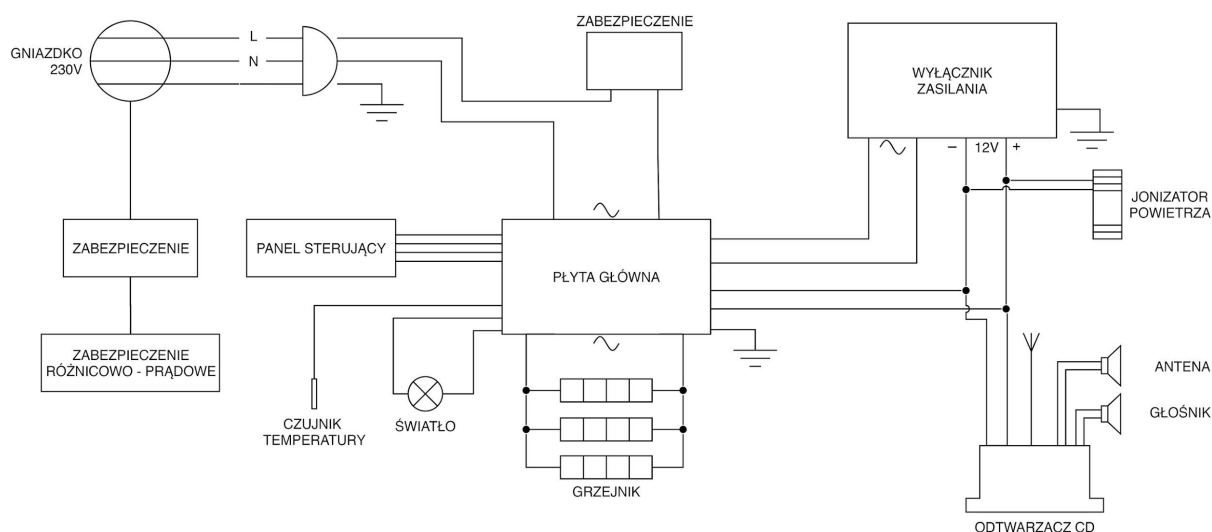 ZABEZPIECZENIE
GNIAZDKO
230V
L
N
WYŁĄCZNIK
ZASILANIA
– 12V +
JONIZATOR
POWIETRZA
ZABEZPIECZENIE
PANEL STERUJĄCY
PŁYTA GŁÓWNA
ZABEZPIECZENIE
RÓŻNICOWO - PRĄDOWE
CZUJNIK
TEMPERATURY
ŚWIATŁO
GRZEJNIK
ANTENA
GŁOŚNIK
ODTWARZACZ CD